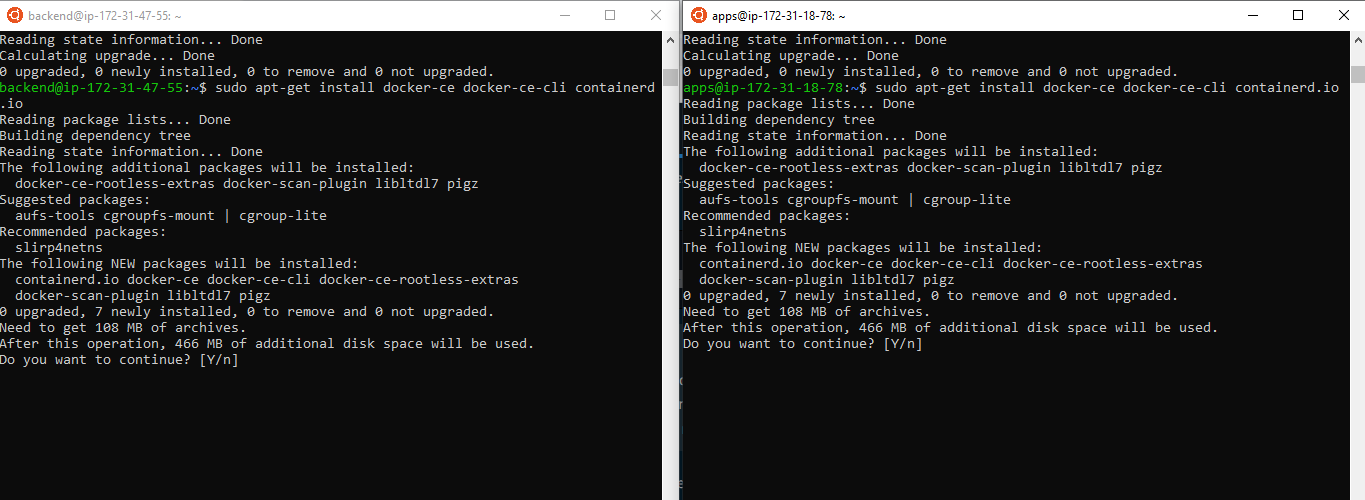 backend@ip-172-31-47-55: ~
Reading state information... Done
Calculating upgrade... Done
0 upgraded, 0 newly installed, 0 to remove and 0 not upgraded.
backend@ip-172-31-47-55:~$ sudo apt-get install docker-ce docker-ce-cli containerd
.io
Reading package lists... Done
Building dependency tree
Reading state information... Done
The following additional packages will be installed:
  docker-ce-rootless-extras docker-scan-plugin libltdl7 pigz
Suggested packages:
  aufs-tools cgroupfs-mount | cgroup-lite
Recommended packages:
  slirp4netns
The following NEW packages will be installed:
  containerd.io docker-ce docker-ce-cli docker-ce-rootless-extras
  docker-scan-plugin libltdl7 pigz
0 upgraded, 7 newly installed, 0 to remove and 0 not upgraded.
Need to get 108 MB of archives.
After this operation, 466 MB of additional disk space will be used.
Do you want to continue? [Y/n]
apps@ip-172-31-18-78: ~
Reading state information... Done
Calculating upgrade... Done
0 upgraded, 0 newly installed, 0 to remove and 0 not upgraded.
apps@ip-172-31-18-78:~$ sudo apt-get install docker-ce docker-ce-cli containerd.io
Reading package lists... Done
Building dependency tree
Reading state information... Done
The following additional packages will be installed:
  docker-ce-rootless-extras docker-scan-plugin libltdl7 pigz
Suggested packages:
  aufs-tools cgroupfs-mount | cgroup-lite
Recommended packages:
  slirp4netns
The following NEW packages will be installed:
  containerd.io docker-ce docker-ce-cli docker-ce-rootless-extras
  docker-scan-plugin libltdl7 pigz
0 upgraded, 7 newly installed, 0 to remove and 0 not upgraded.
Need to get 108 MB of archives.
After this operation, 466 MB of additional disk space will be used.
Do you want to continue? [Y/n]